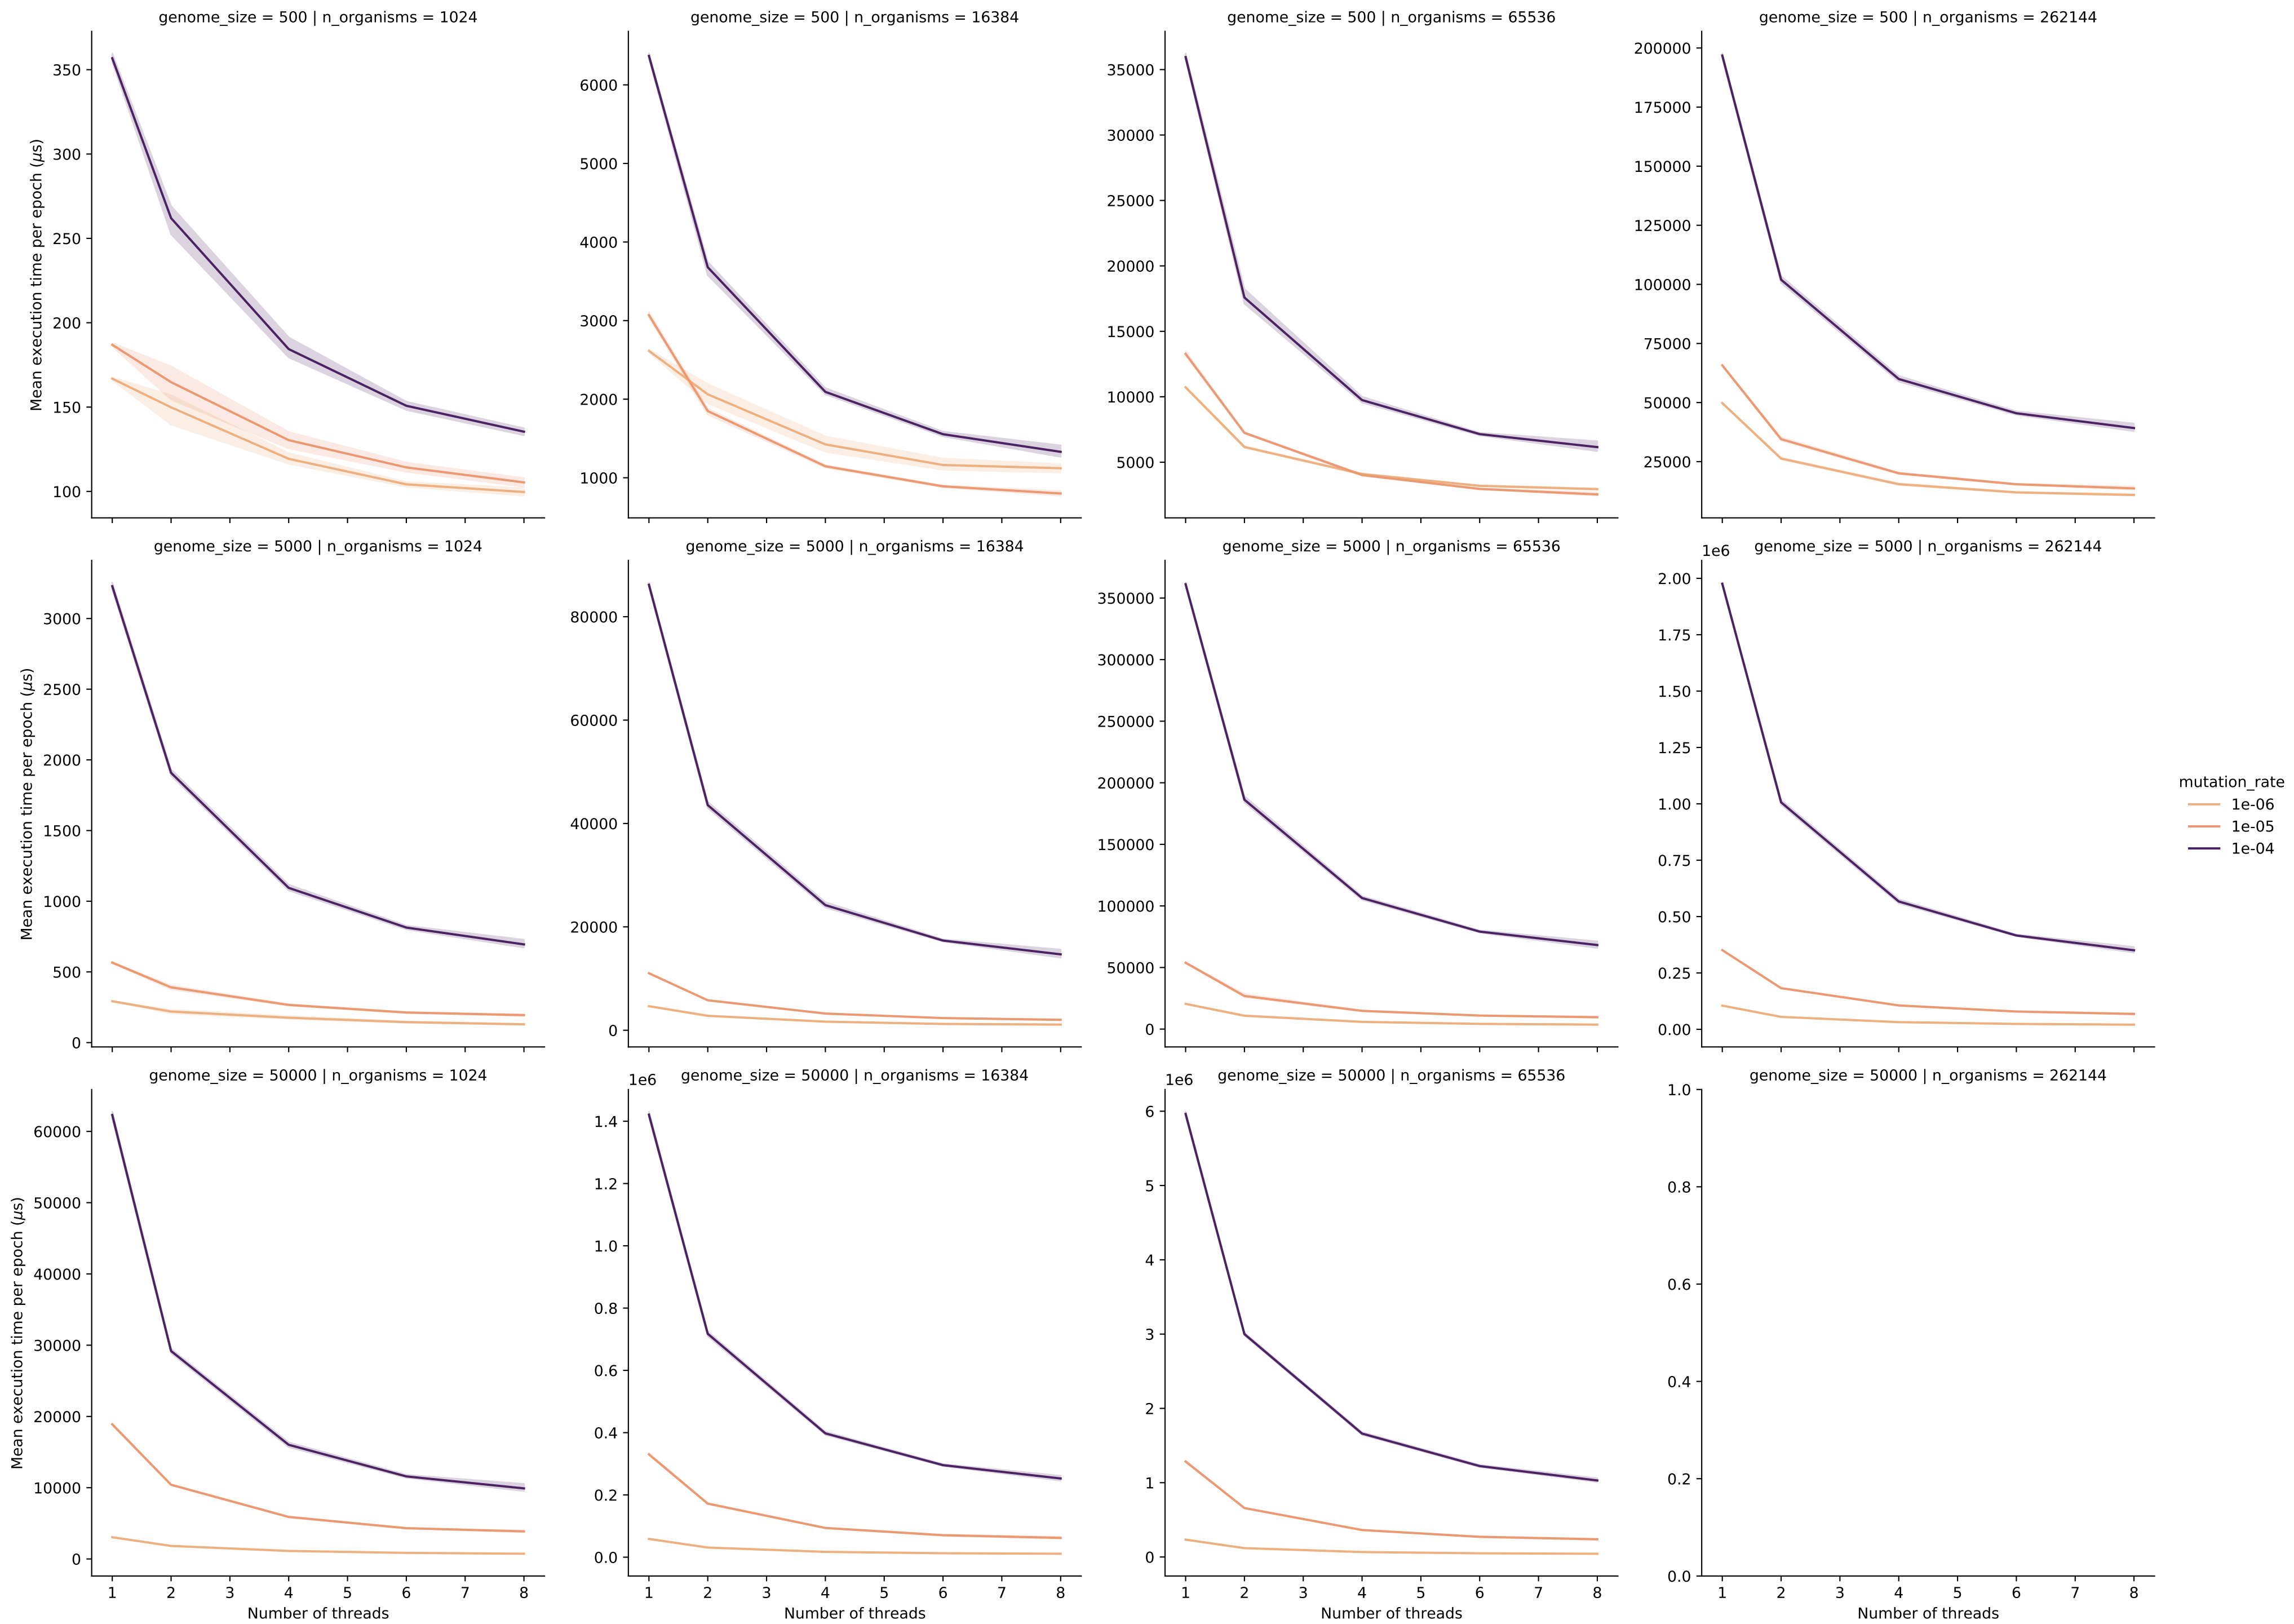 genome_size = 500 | n_organisms = 1024
350
300
250
200
150
100
Mean execution time per epoch (μs)
genome_size = 500 | n_organisms = 16384
6000
5000
4000
3000
2000
1000
genome_size = 500 | n_organisms = 65536
35000
30000
25000
20000
15000
10000
5000
genome_size = 500 | n_organisms = 262144
200000
175000
150000
125000
100000
75000
50000
25000
genome_size = 5000 | n_organisms = 1024
3000
2500
2000
1500
1000
500
0
Mean execution time per epoch (μs)
genome_size = 5000 | n_organisms = 16384
80000
60000
40000
20000
0
genome_size = 5000 | n_organisms = 65536
350000
300000
250000
200000
150000
100000
50000
0
1e6
genome_size = 5000 | n_organisms = 262144
2.00
1.75
1.50
1.25
1.00
0.75
0.50
0.25
0.00
mutation_rate
1e-06
1e-05
1e-04
genome_size = 50000 | n_organisms = 1024
60000
50000
40000
30000
20000
10000
0
Mean execution time per epoch (μs)
1 2 3 4 5 6 7 8
Number of threads
1e6
genome_size = 50000 | n_organisms = 16384
1.4
1.2
1.0
0.8
0.6
0.4
0.2
0.0
1 2 3 4 5 6 7 8
Number of threads
1e6
genome_size = 50000 | n_organisms = 65536
6
5
4
3
2
1
0
1 2 3 4 5 6 7 8
Number of threads
genome_size = 50000 | n_organisms = 262144
1.0
0.8
0.6
0.4
0.2
0.0
1 2 3 4 5 6 7 8
Number of threads